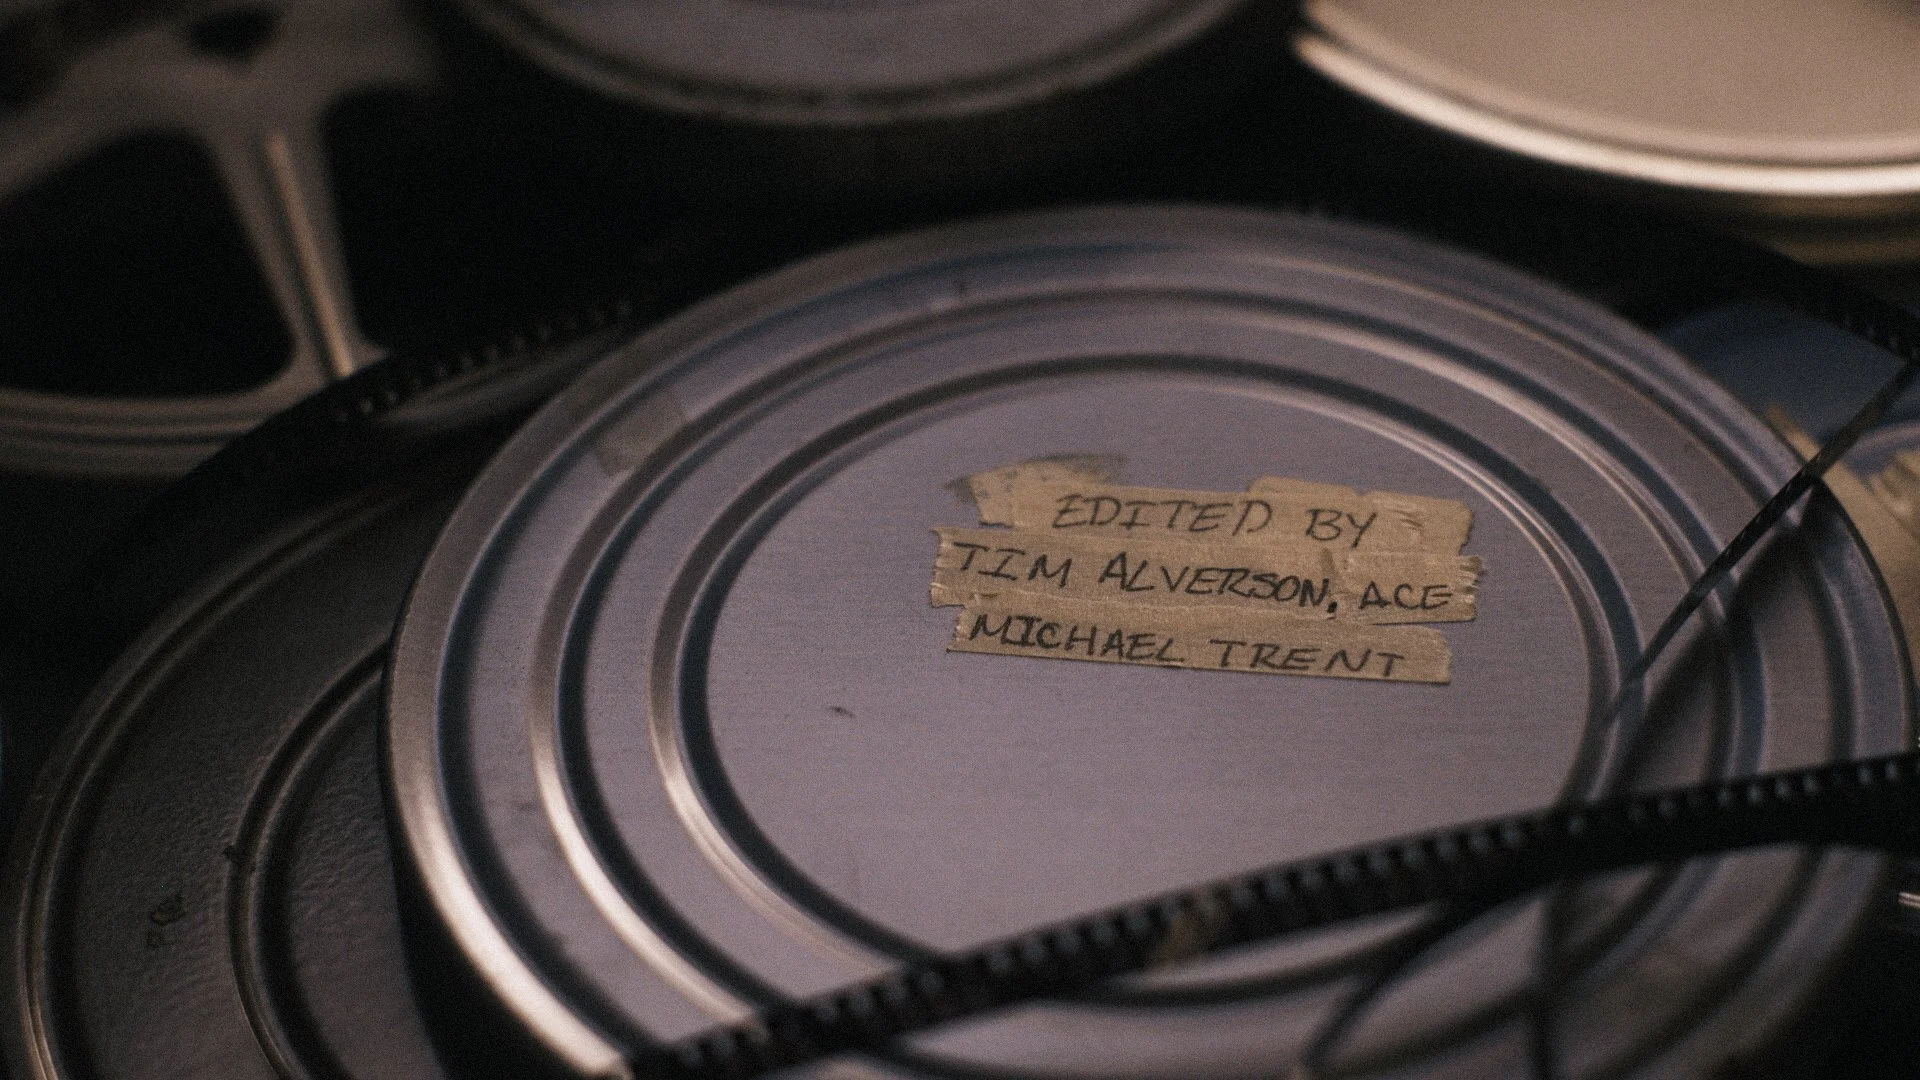 EDITED BY
TIM ALVERSON, ACE
MICHAEL TRENT